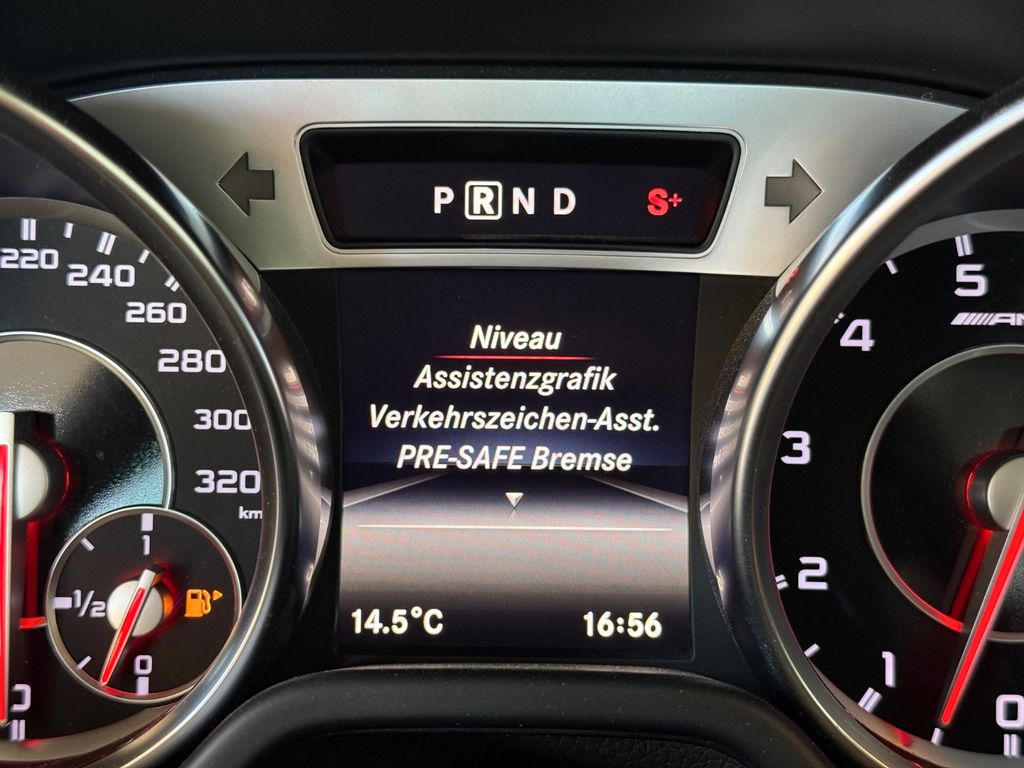 P R N D S+
220
240
260
280
300
320
km
1
1/2
0
0
Niveau
Assistenzgrafik
Verkehrszeichen-Asst.
PRE-SAFE Bremse
14.5°C 16:56
5
4
3
2
1
0